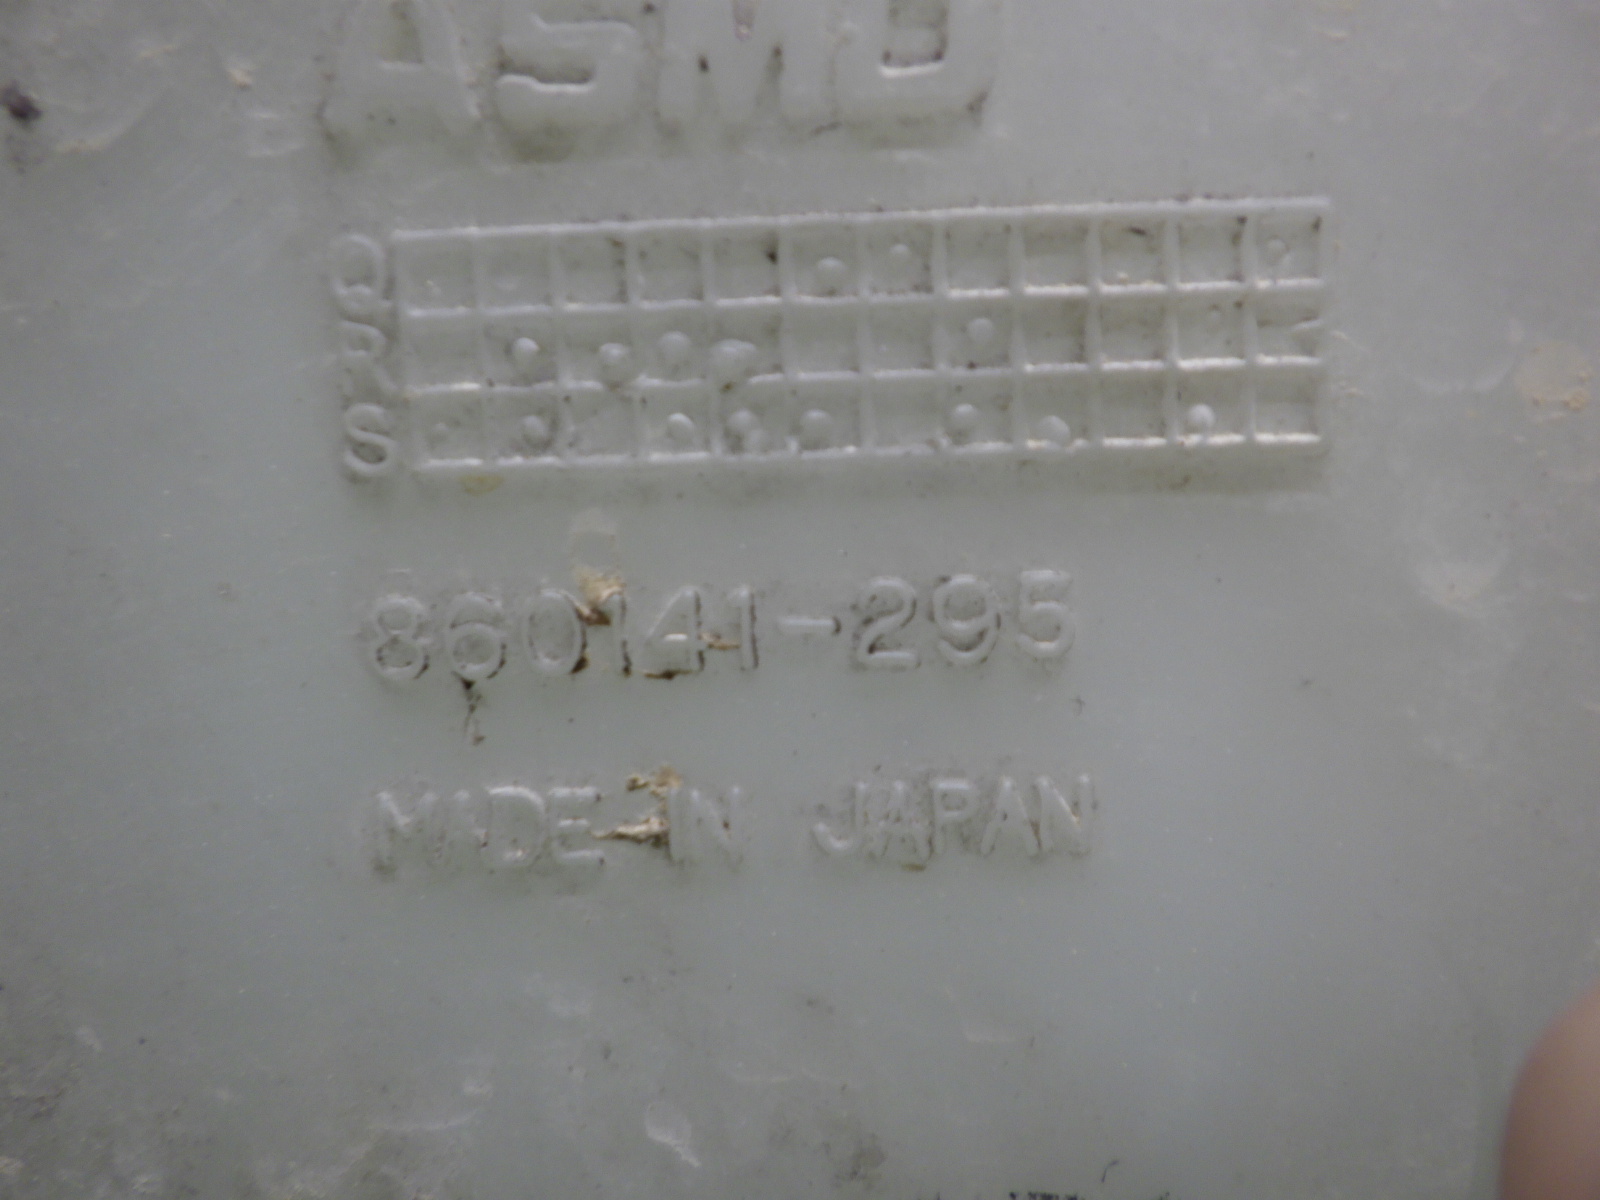 ASMO
Q
R
S
860141-295
MADE IN JAPAN